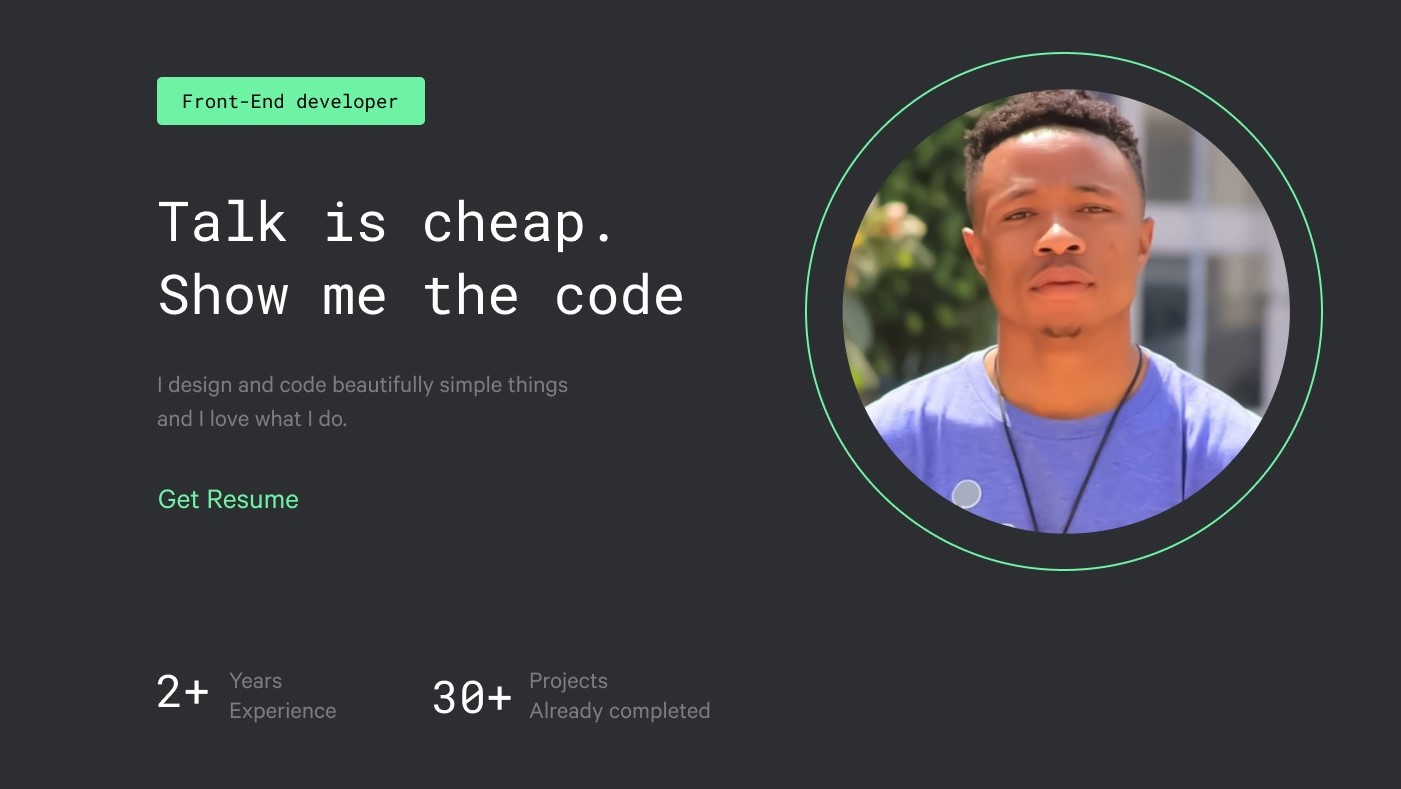 Front-End developer
Talk is cheap.
Show me the code
I design and code beautifully simple things
and I love what I do.
Get Resume
2+
Years
Experience
30+
Projects
Already completed